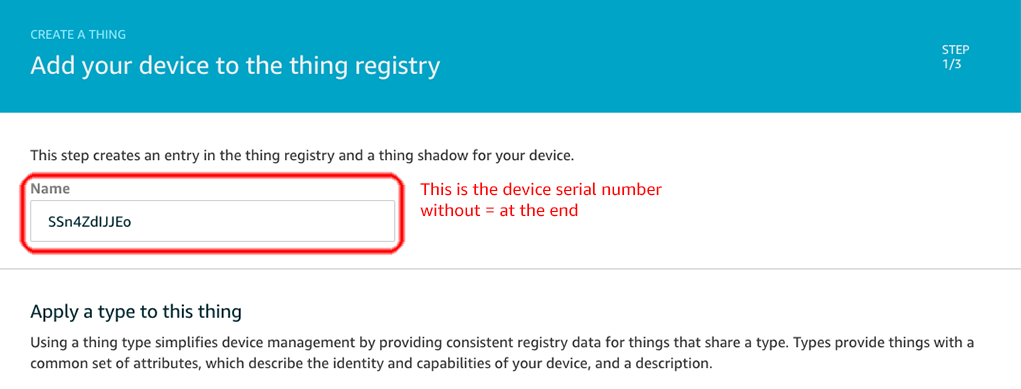 CREATE A THING
Add your device to the thing registry
STEP
1/3
This step creates an entry in the thing registry and a thing shadow for your device.
Name
SSn4ZdIJJEo
This is the device serial number
without = at the end
Apply a type to this thing
Using a thing type simplifies device management by providing consistent registry data for things that share a type. Types provide things with a
common set of attributes, which describe the identity and capabilities of your device, and a description.